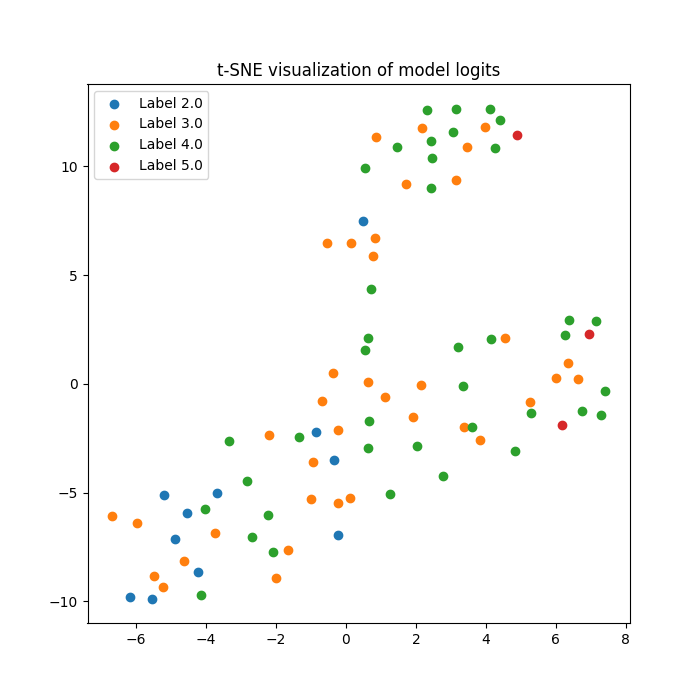 t-SNE visualization of model logits
Label 2.0
Label 3.0
Label 4.0
Label 5.0
10
5
0
−5
−10
−6 −4 −2 0 2 4 6 8